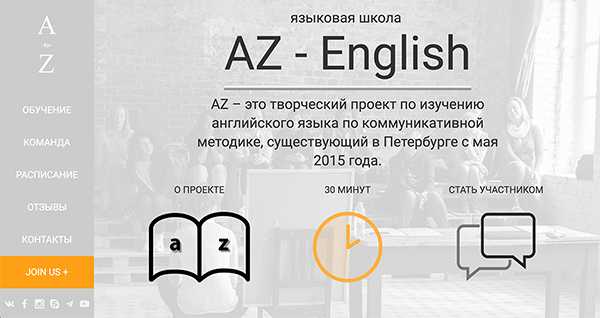 A
-to-
Z
ОБУЧЕНИЕ
КОМАНДА
РАСПИСАНИЕ
ОТЗЫВЫ
КОНТАКТЫ
JOIN US +
языковая школа
AZ - English
AZ – это творческий проект по изучению
английского языка по коммуникативной
методике, существующий в Петербурге с мая
2015 года.
О ПРОЕКТЕ
30 МИНУТ
СТАТЬ УЧАСТНИКОМ
a z